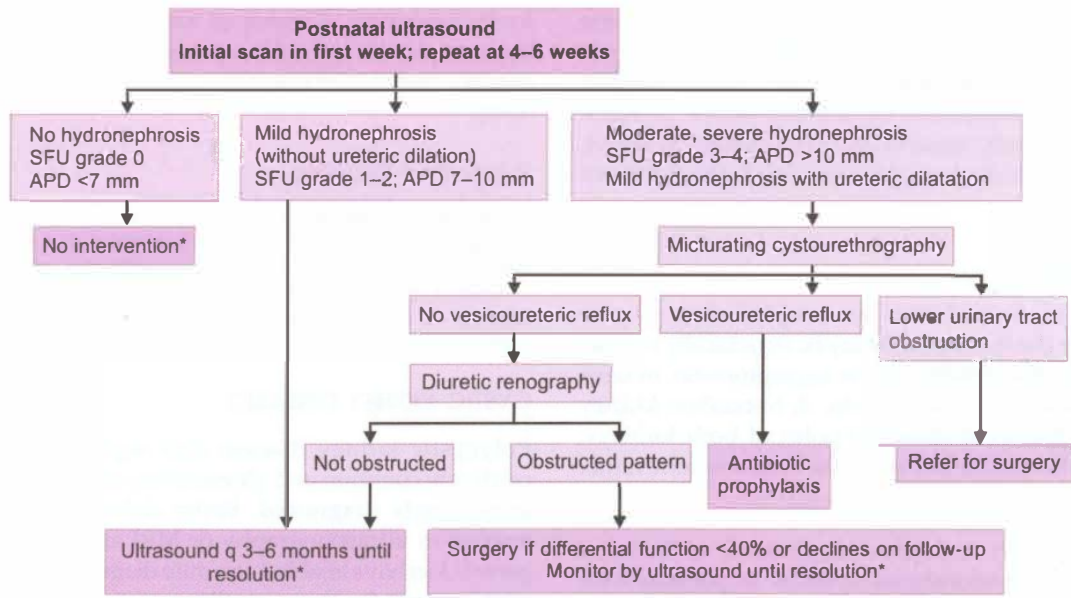 Postnatal ultrasound
Initial scan in first week; repeat at 4–6 weeks
No hydronephrosis
SFU grade 0
APD <7 mm
Mild hydronephrosis
(without ureteric dilation)
SFU grade 1–2; APD 7–10 mm
Moderate, severe hydronephrosis
SFU grade 3–4; APD >10 mm
Mild hydronephrosis with ureteric dilatation
No intervention*
Micturating cystourethrography
No vesicoureteric reflux
Vesicoureteric reflux
Lower urinary tract
obstruction
Diuretic renography
Not obstructed
Obstructed pattern
Antibiotic
prophylaxis
Refer for surgery
Ultrasound q 3–6 months until
resolution*
Surgery if differential function <40% or declines on follow-up
Monitor by ultrasound until resolution*